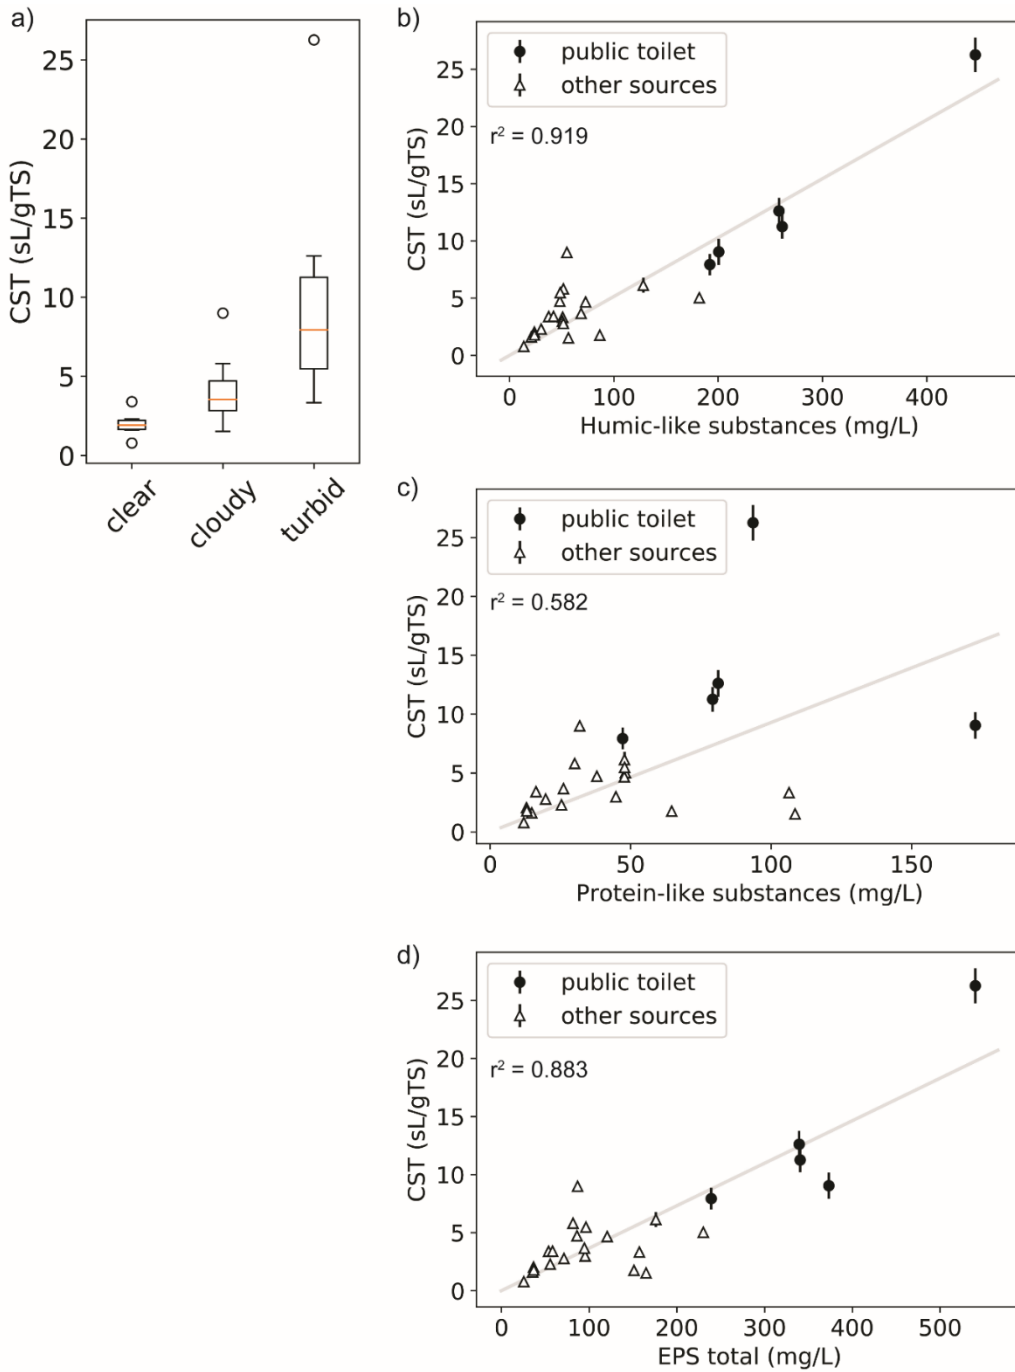 a)
CST (sL/gTS)
25
20
15
10
5
0
clear
cloudy
turbid
b)
public toilet
other sources
r² = 0.919
CST (sL/gTS)
25
20
15
10
5
0
0 100 200 300 400
Humic-like substances (mg/L)
c)
public toilet
other sources
r² = 0.582
CST (sL/gTS)
25
20
15
10
5
0
0 50 100 150
Protein-like substances (mg/L)
d)
public toilet
other sources
r² = 0.883
CST (sL/gTS)
25
20
15
10
5
0
0 100 200 300 400 500
EPS total (mg/L)